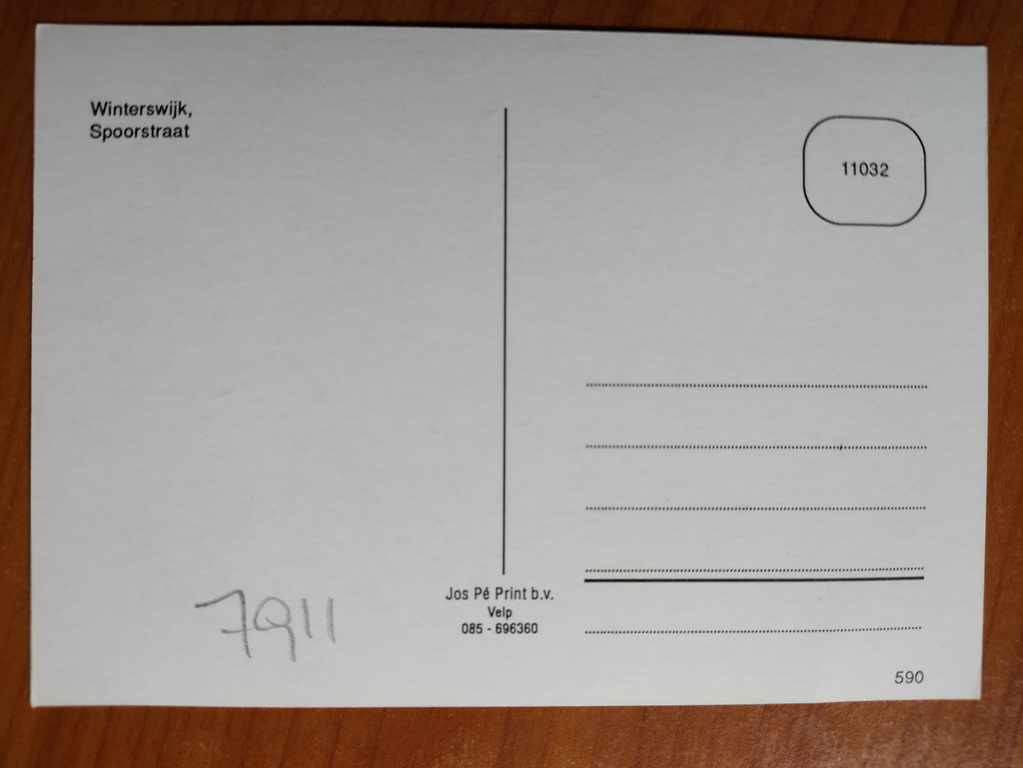 Winterswijk,
Spoorstraat
11032
Jos Pé Print b.v.
Velp
085 - 696360
7911
590